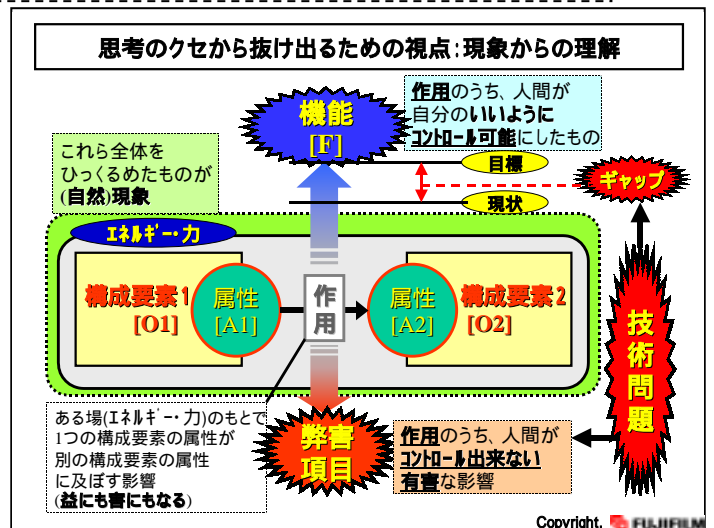 思考のクセから抜け出るための視点:現象からの理解
機能
[F]
作用のうち、人間が
自分のいいように
コントロール可能にしたもの
これら全体を
ひっくるめたものが
(自然)現象
目標
ギャップ
現状
エネルギー・力
構成要素1
[O1]
属性
[A1]
作
用
属性
[A2]
構成要素2
[O2]
技
術
問
題
ある場(エネルギー・力)のもとで
1つの構成要素の属性が
別の構成要素の属性
に及ぼす影響
(益にも害にもなる)
弊害
項目
作用のうち、人間が
コントロール出来ない
有害な影響
Copyright, FUJIFILM